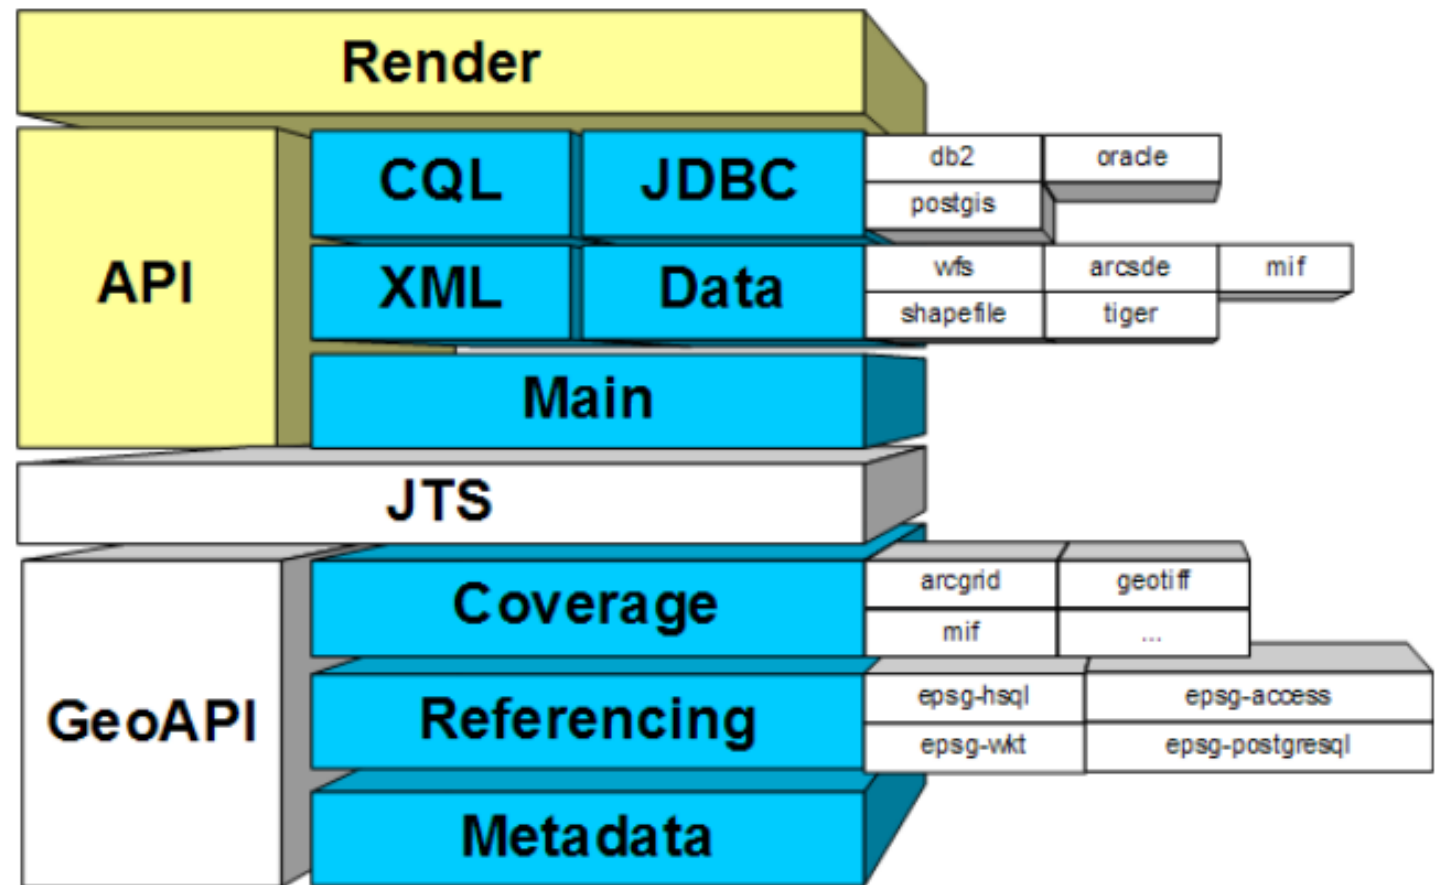 Render
API
CQL
JDBC
db2
oracle
postgis
XML
Data
wfs
arcsde
mif
shapefile
tiger
Main
JTS
GeoAPI
Coverage
arcgrid
geotiff
mif
...
Referencing
epsg-hsql
epsg-access
epsg-wkt
epsg-postgresql
Metadata